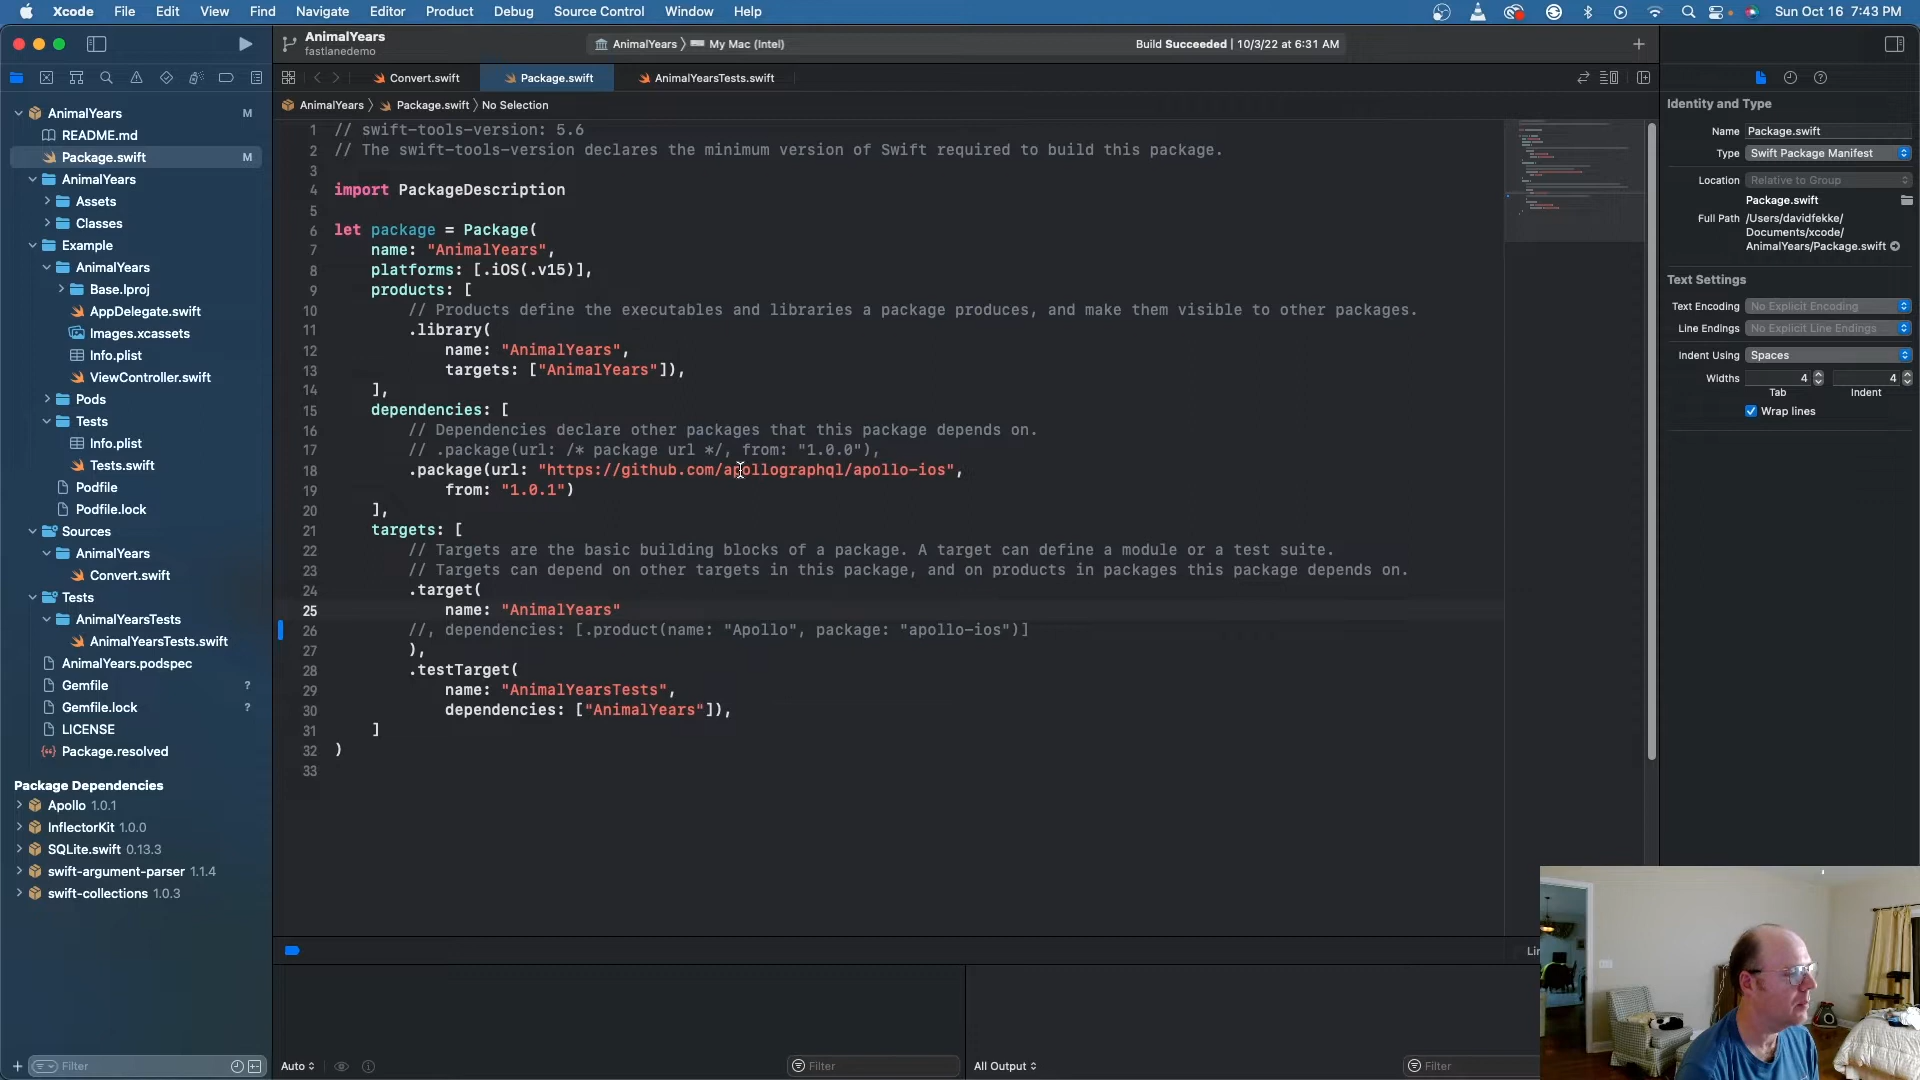 Xcode File Edit View Find Navigate Editor Product Debug Source Control Window Help Sun Oct 16 7:43 PM
AnimalYears
fastlanedemo
AnimalYears My Mac (Intel) Build Succeeded | 10/3/22 at 6:31 AM
Convert.swift Package.swift AnimalYearsTests.swift
AnimalYears Package.swift No Selection
AnimalYears M
README.md
Package.swift M
AnimalYears
Assets
Classes
Example
AnimalYears
Base.lproj
AppDelegate.swift
Images.xcassets
Info.plist
ViewController.swift
Pods
Tests
Info.plist
Tests.swift
Podfile
Podfile.lock
Sources
AnimalYears
Convert.swift
Tests
AnimalYearsTests
AnimalYearsTests.swift
AnimalYears.podspec
Gemfile ?
Gemfile.lock ?
LICENSE
Package.resolved
Package Dependencies
Apollo 1.0.1
InflectorKit 1.0.0
SQLite.swift 0.13.3
swift-argument-parser 1.1.4
swift-collections 1.0.3
Filter
1 // swift-tools-version: 5.6
2 // The swift-tools-version declares the minimum version of Swift required to build this package.
3
4 import PackageDescription
5
6 let package = Package(
7 name: "AnimalYears",
8 platforms: [.iOS(.v15)],
9 products: [
10 // Products define the executables and libraries a package produces, and make them visible to other packages.
11 .library(
12 name: "AnimalYears",
13 targets: ["AnimalYears"]),
14 ],
15 dependencies: [
16 // Dependencies declare other packages that this package depends on.
17 // .package(url: /* package url */, from: "1.0.0"),
18 .package(url: "https://github.com/apollographql/apollo-ios",
19 from: "1.0.1")
20 ],
21 targets: [
22 // Targets are the basic building blocks of a package. A target can define a module or a test suite.
23 // Targets can depend on other targets in this package, and on products in packages this package depends on.
24 .target(
25 name: "AnimalYears"
26 //, dependencies: [.product(name: "Apollo", package: "apollo-ios")]
27 ),
28 .testTarget(
29 name: "AnimalYearsTests",
30 dependencies: ["AnimalYears"]),
31 ]
32 )
33
Auto Filter All Output Filter
Identity and Type
Name Package.swift
Type Swift Package Manifest
Location Relative to Group
Package.swift
Full Path /Users/davidfekke/
Documents/xcode/
AnimalYears/Package.swift
Text Settings
Text Encoding No Explicit Encoding
Line Endings No Explicit Line Endings
Indent Using Spaces
Widths 4 4
Tab Indent
Wrap lines